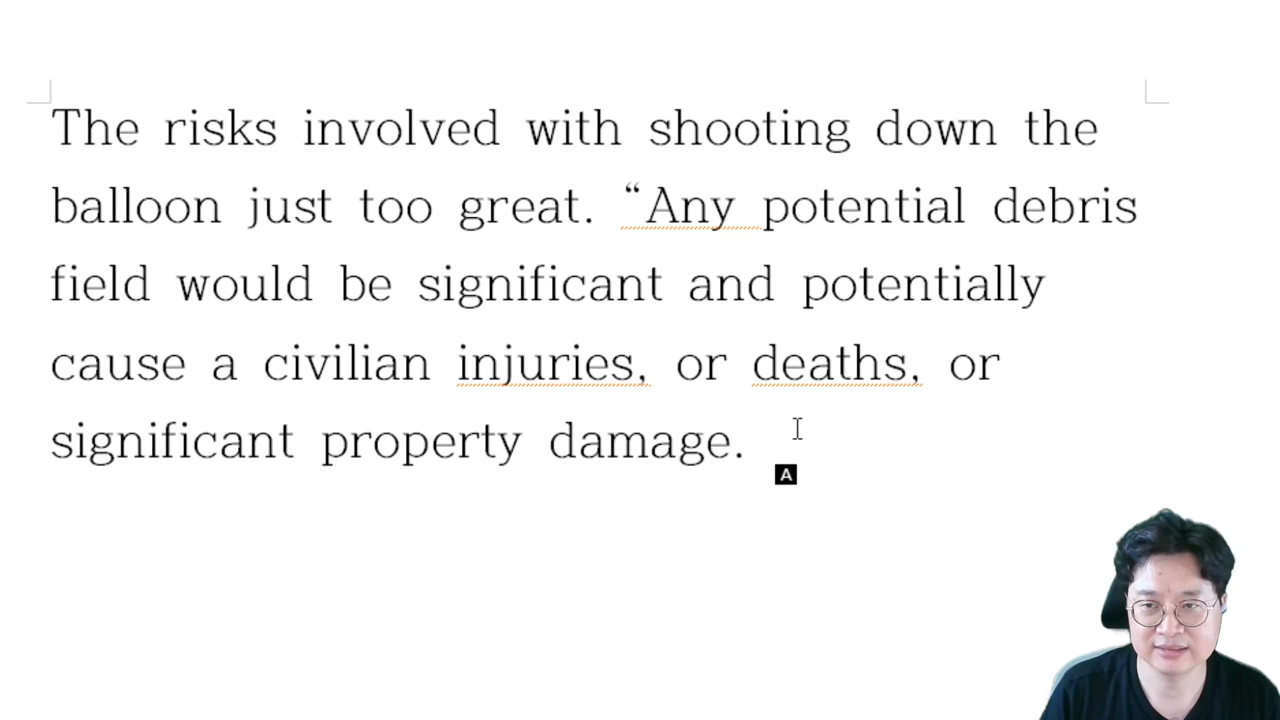 The risks involved with shooting down the
balloon just too great. “Any potential debris
field would be significant and potentially
cause a civilian injuries, or deaths, or
significant property damage.
A